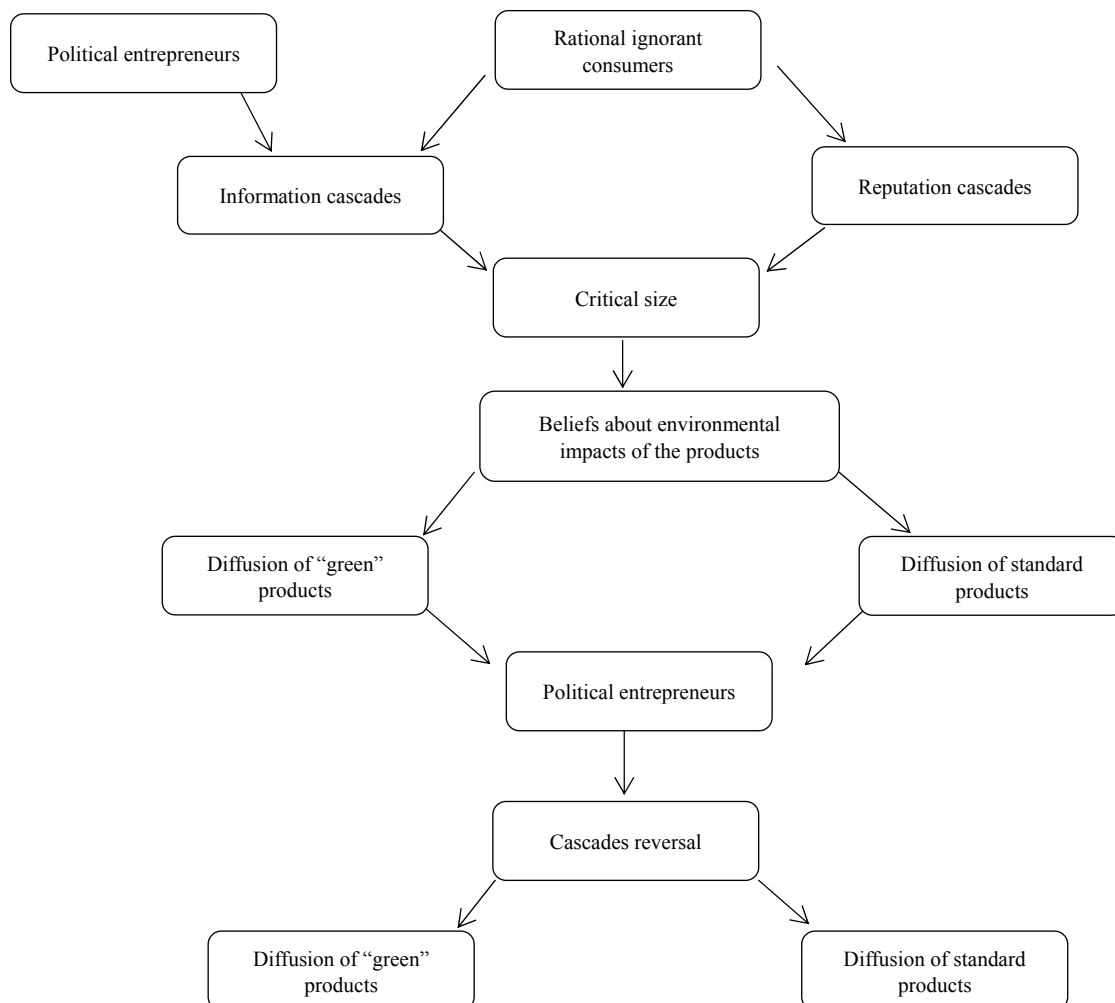 Political entrepreneurs
Rational ignorant
consumers
Information cascades
Reputation cascades
Critical size
Beliefs about environmental
impacts of the products
Diffusion of “green”
products
Diffusion of standard
products
Political entrepreneurs
Cascades reversal
Diffusion of “green”
products
Diffusion of standard
products